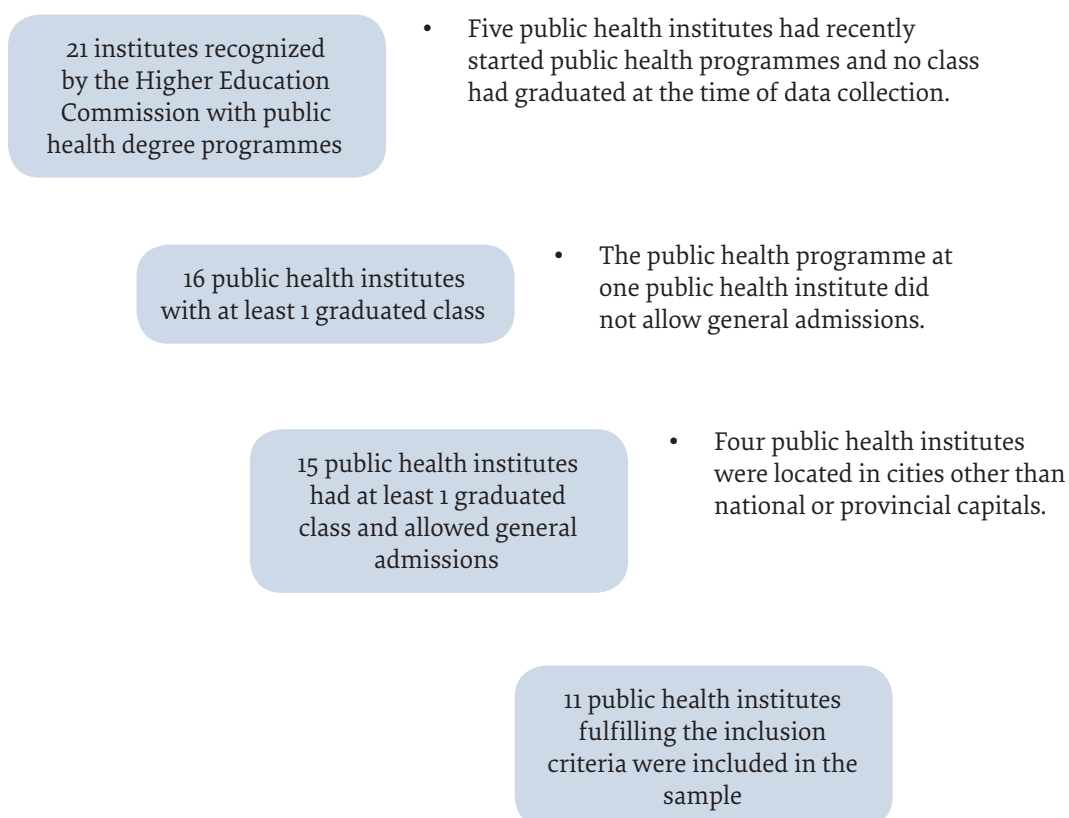 21 institutes recognized
by the Higher Education
Commission with public
health degree programmes
• Five public health institutes had recently
started public health programmes and no class
had graduated at the time of data collection.
16 public health institutes
with at least 1 graduated class
• The public health programme at
one public health institute did
not allow general admissions.
15 public health institutes
had at least 1 graduated
class and allowed general
admissions
• Four public health institutes
were located in cities other than
national or provincial capitals.
11 public health institutes
fulfilling the inclusion
criteria were included in the
sample